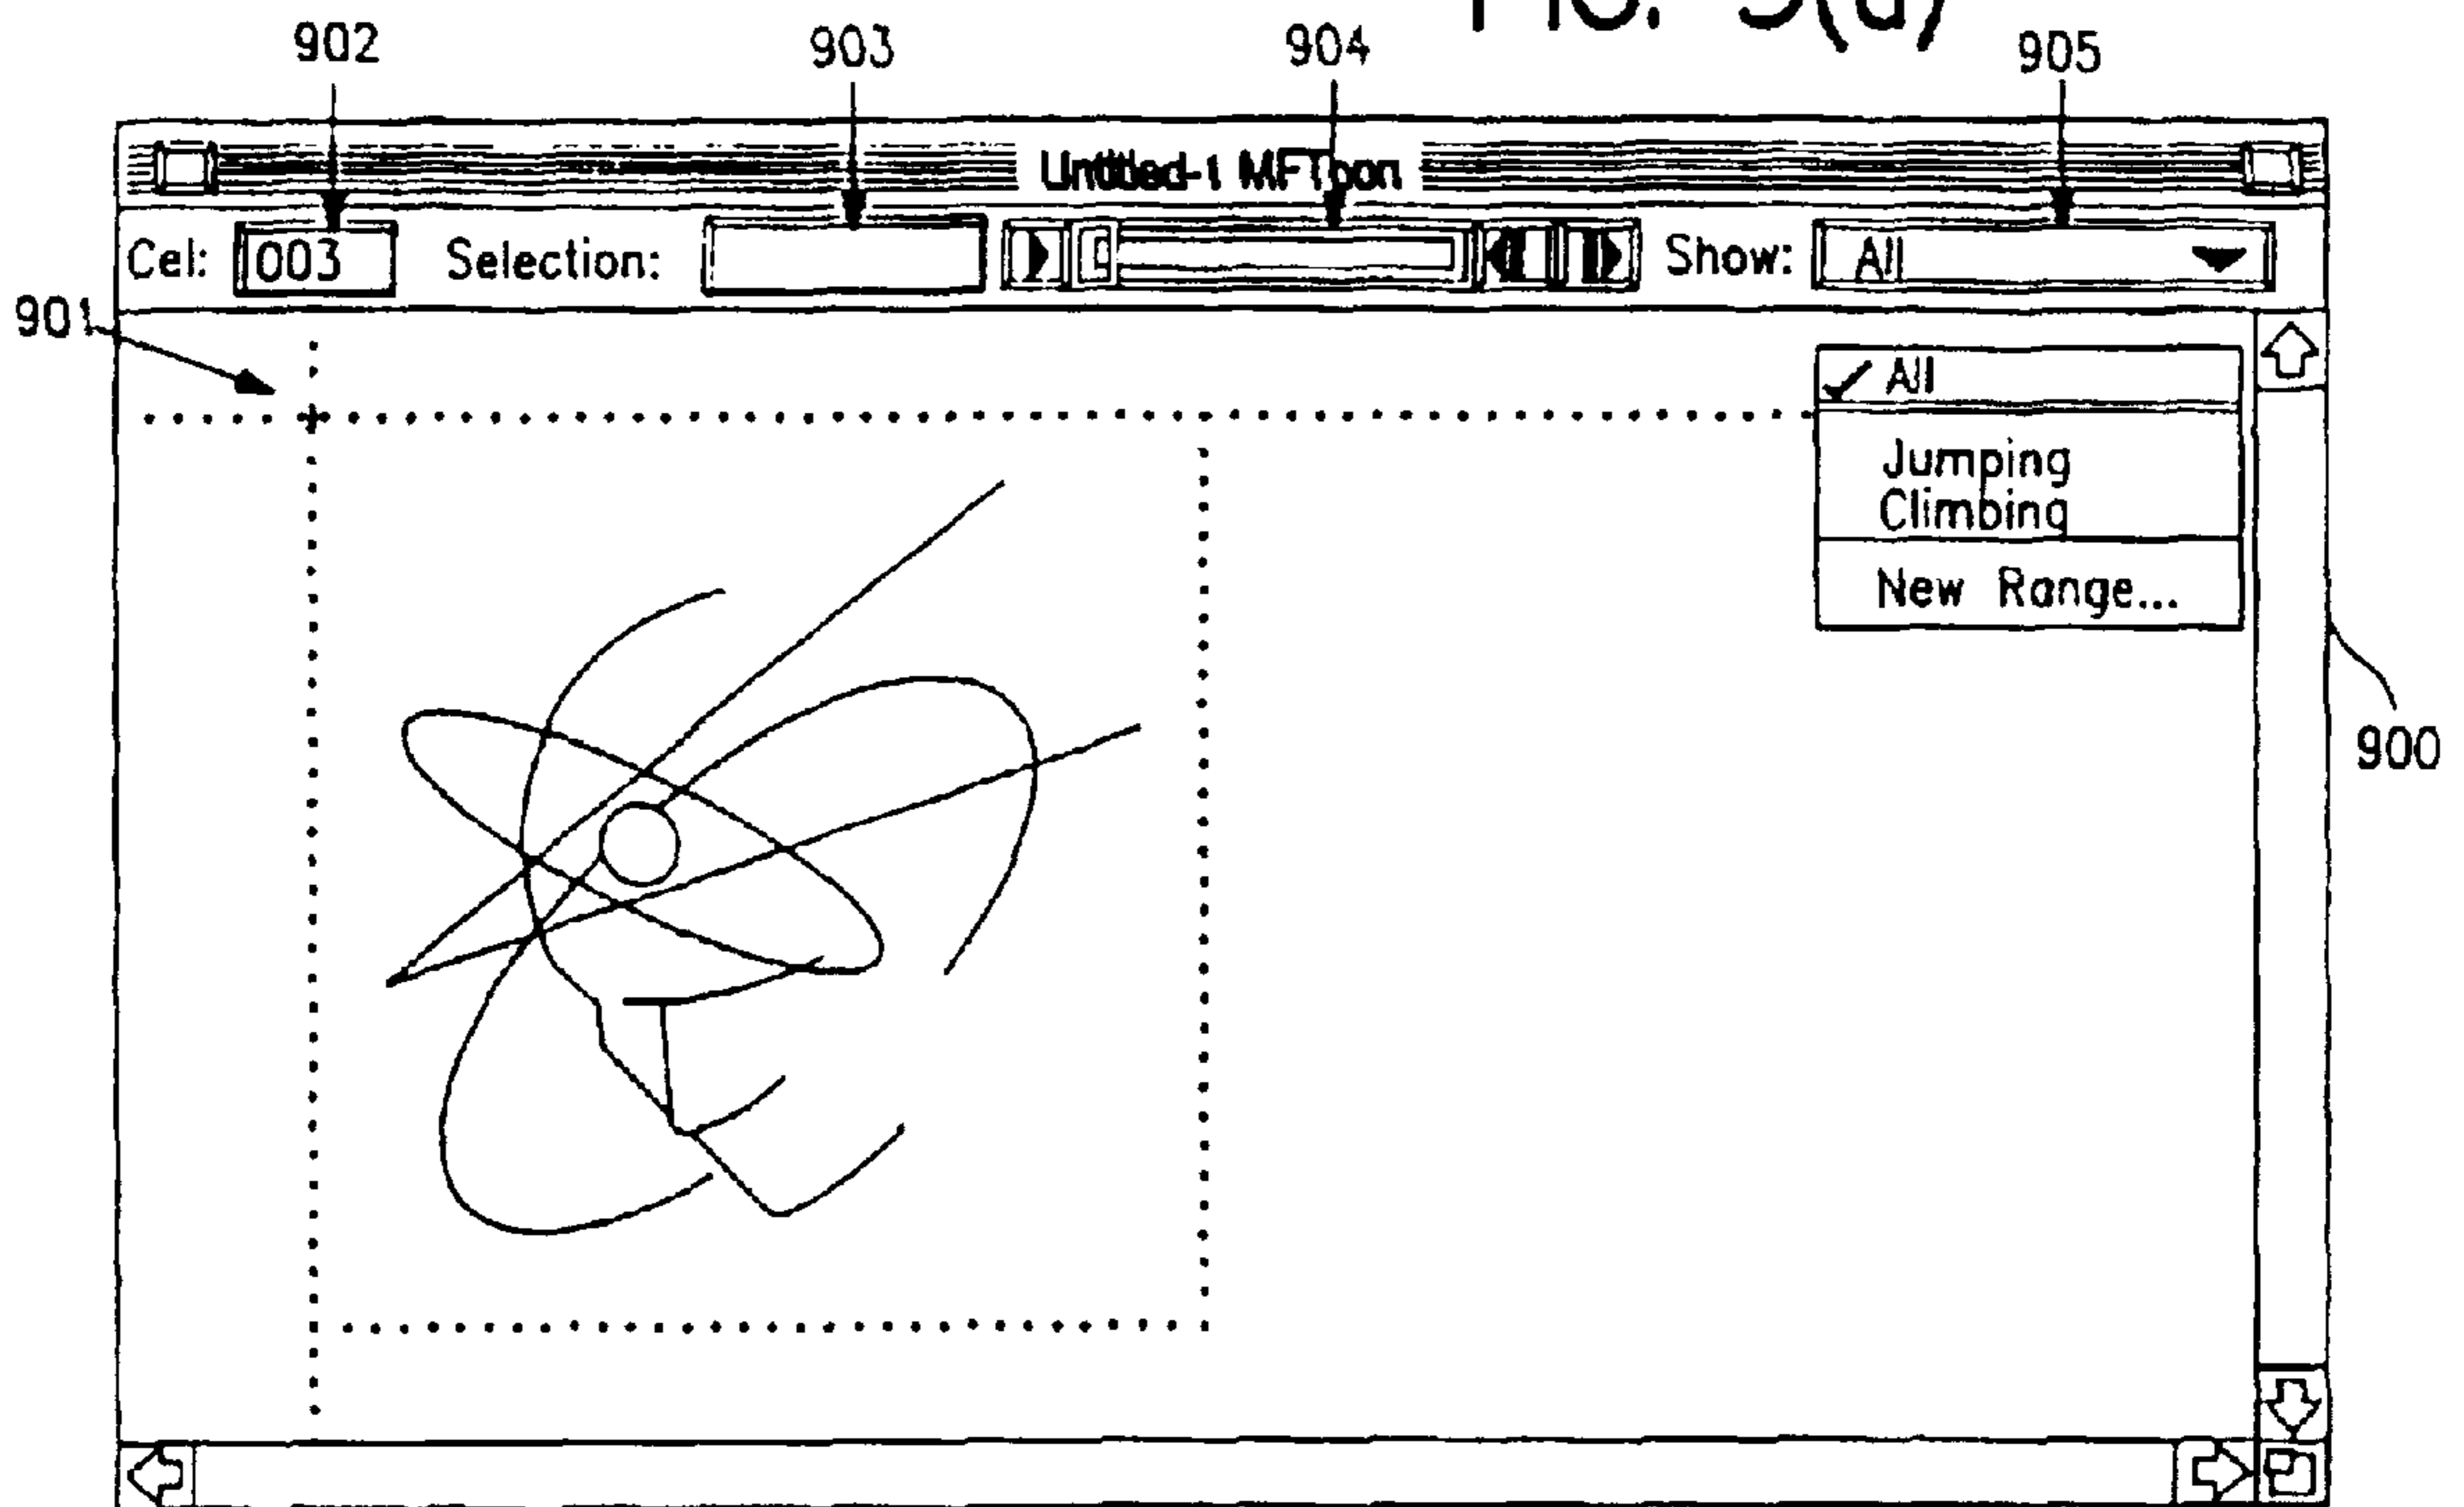 902 903 904 905
Untitled-1 MFToon
Cel: 003 Selection: Show: All
901
All
Jumping
Climbing
New Range...
900